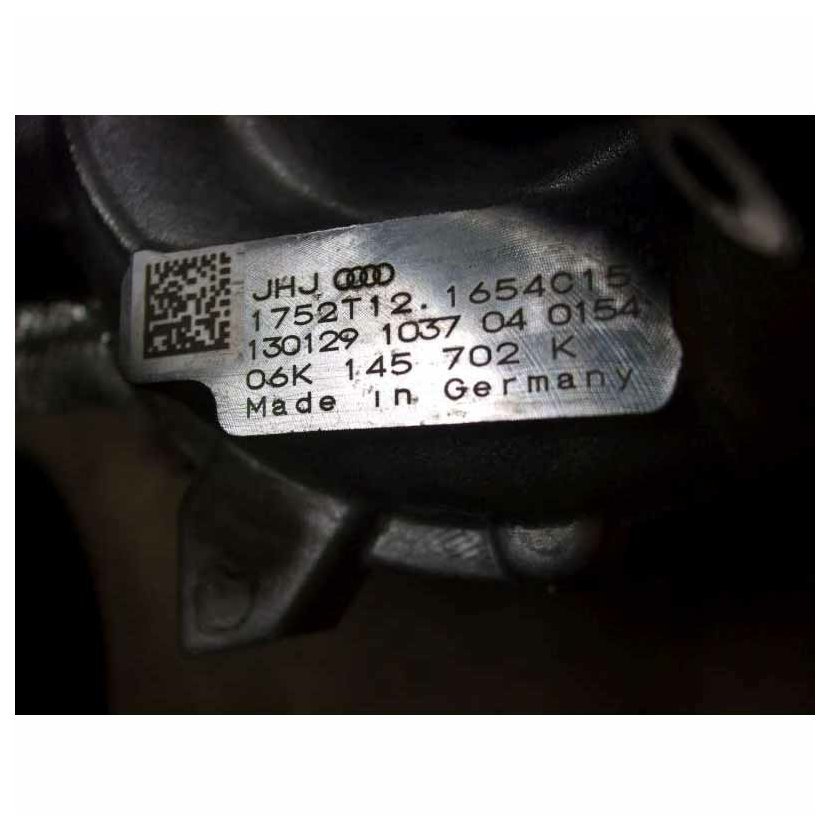 JHJ
1752T12.1654C15
130129 1037 04 0154
06K 145 702 K
Made in Germany